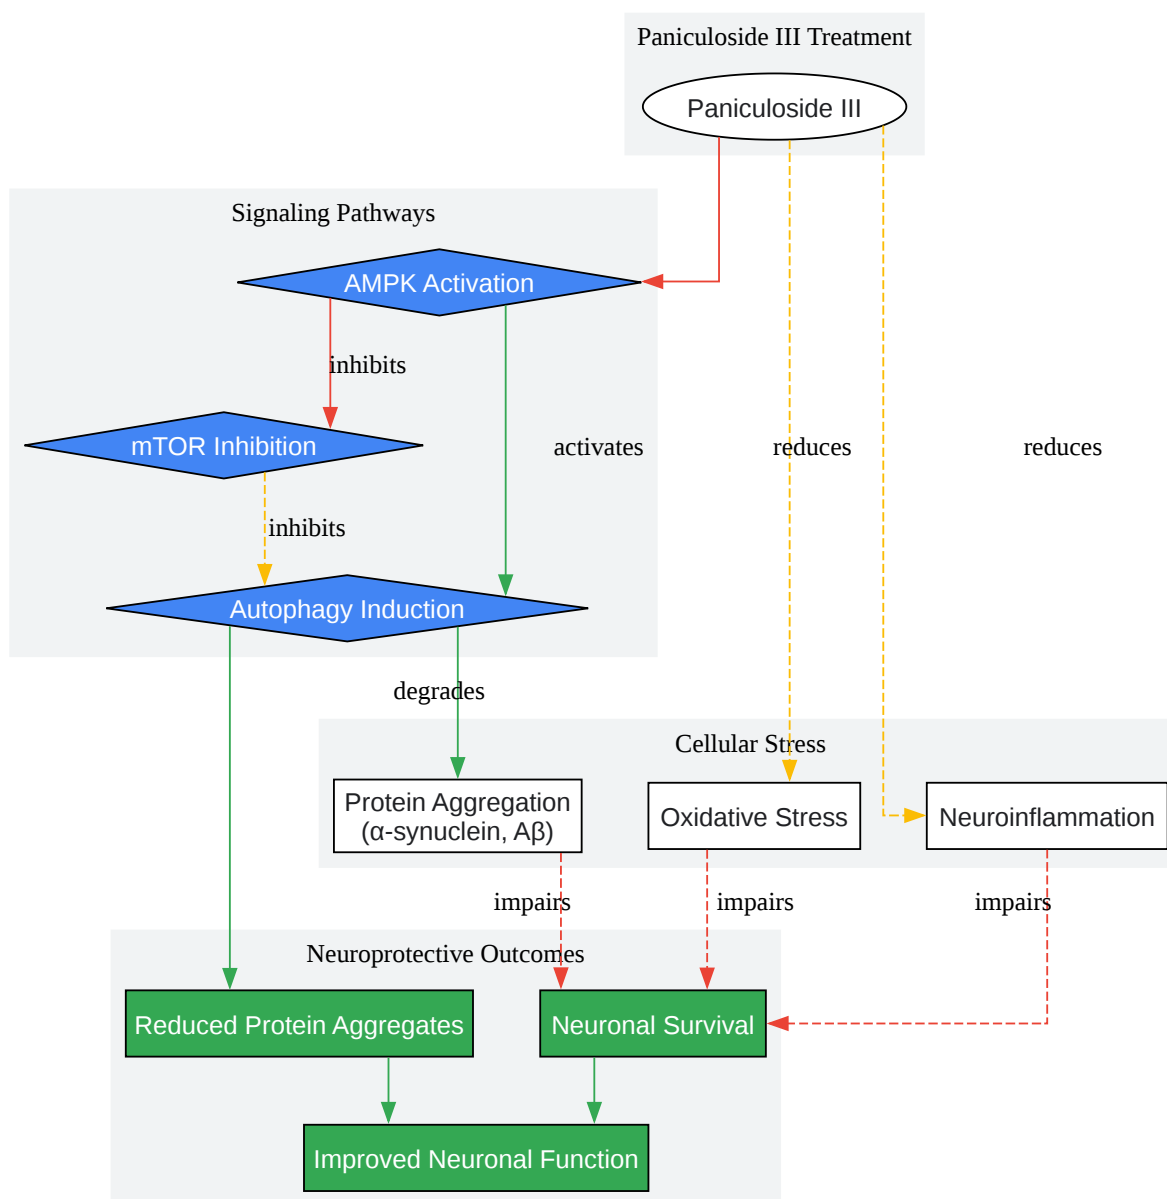 Paniculoside III Treatment
Paniculoside III
Signaling Pathways
AMPK Activation
inhibits
mTOR Inhibition
activates
reduces
reduces
inhibits
Autophagy Induction
degrades
Cellular Stress
Protein Aggregation
(α-synuclein, Aβ)
Oxidative Stress
Neuroinflammation
impairs
impairs
impairs
Neuroprotective Outcomes
Reduced Protein Aggregates
Neuronal Survival
Improved Neuronal Function